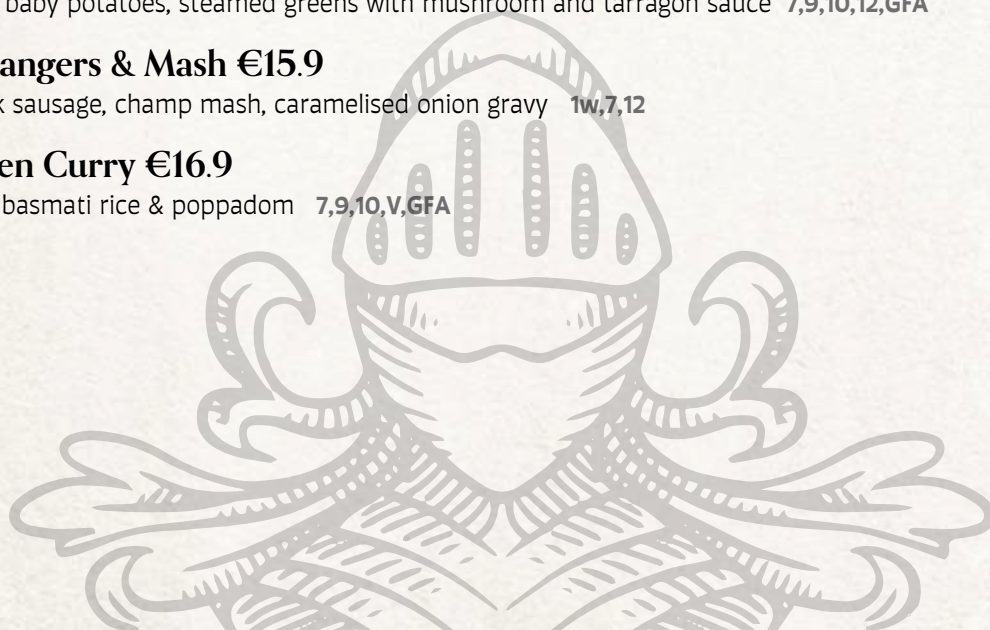 baby potatoes, steamed greens with mushroom and tarragon sauce 7,9,10,12,GFA
angers & Mash €15.9
k sausage, champ mash, caramelised onion gravy 1w,7,12
en Curry €16.9
basmati rice & poppadom 7,9,10,V,GFA